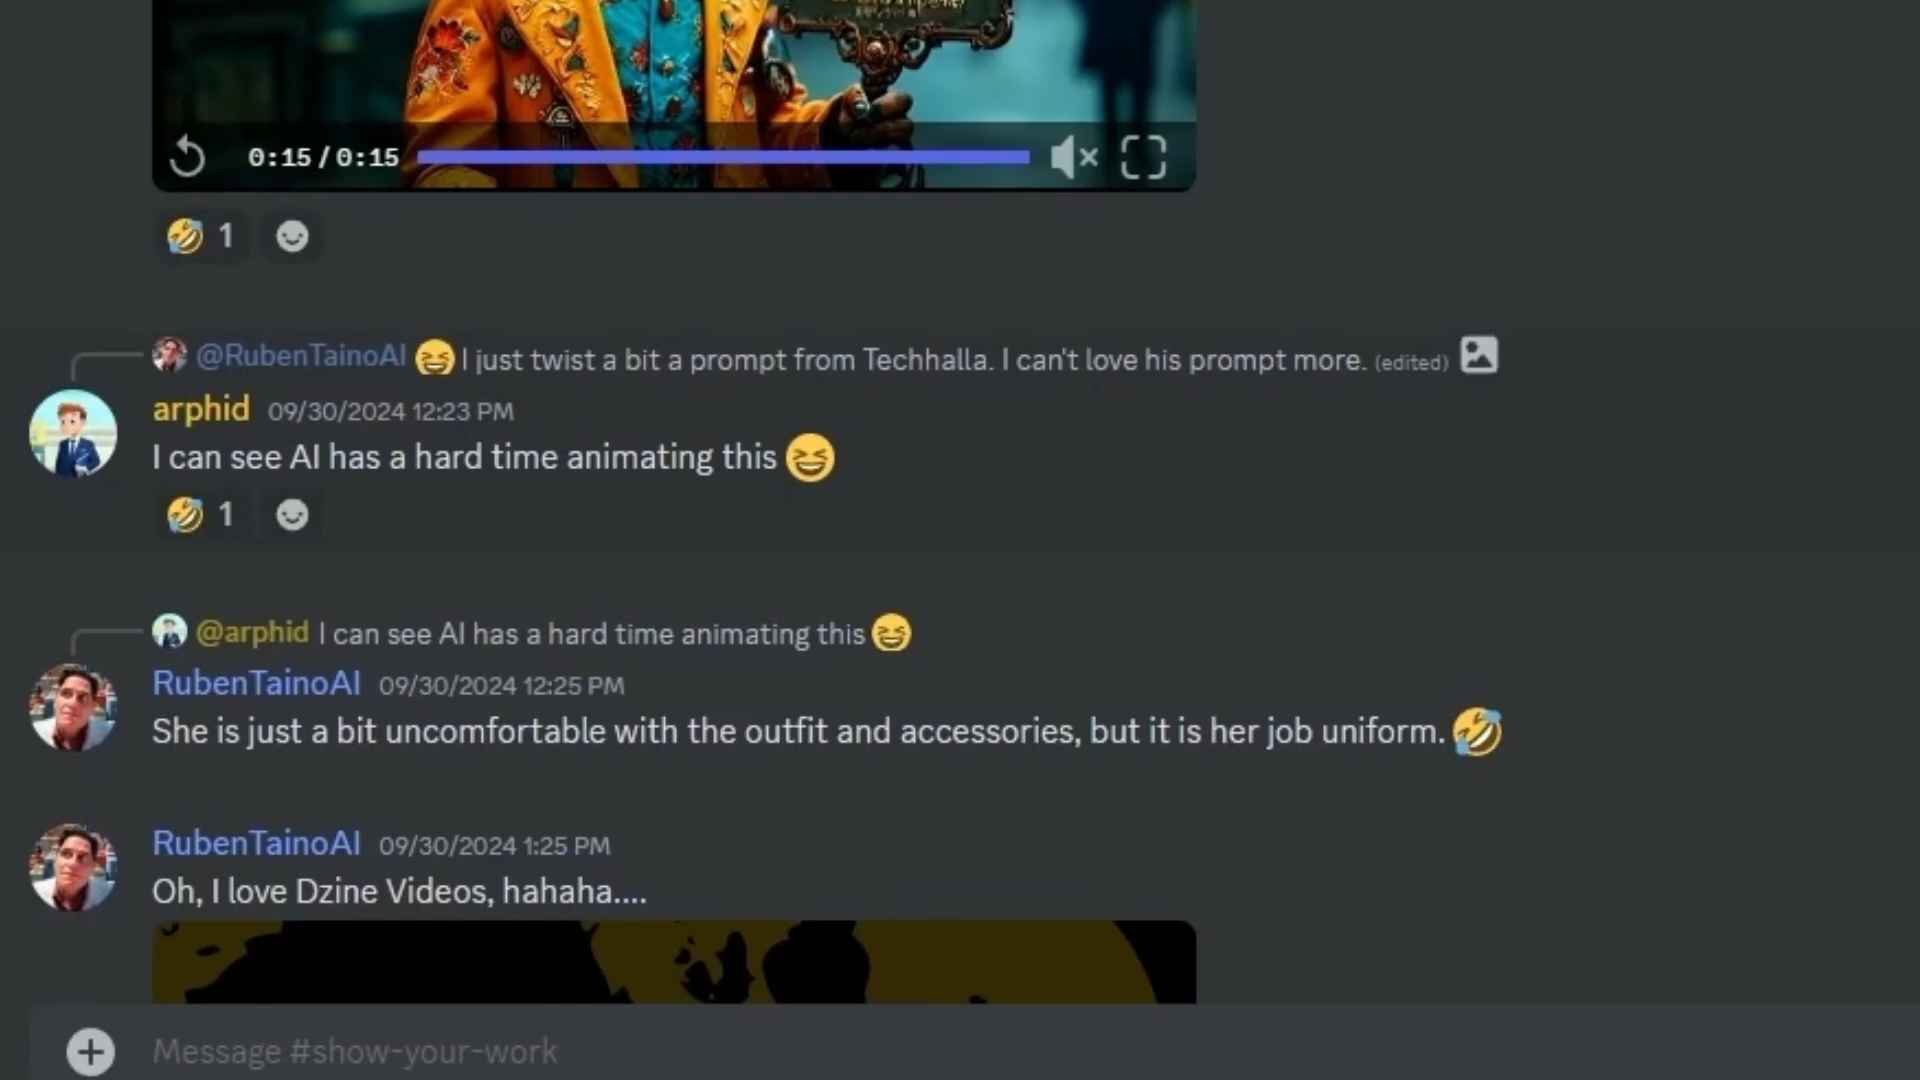 0:15 / 0:15
1
@RubenTainoAI 😆 I just twist a bit a prompt from Techhalla. I can't love his prompt more. (edited)
arphid 09/30/2024 12:23 PM
I can see AI has a hard time animating this 😆
1
@arphid I can see AI has a hard time animating this 😆
RubenTainoAI 09/30/2024 12:25 PM
She is just a bit uncomfortable with the outfit and accessories, but it is her job uniform. 🤣
RubenTainoAI 09/30/2024 1:25 PM
Oh, I love Dzine Videos, hahaha....
Message #show-your-work